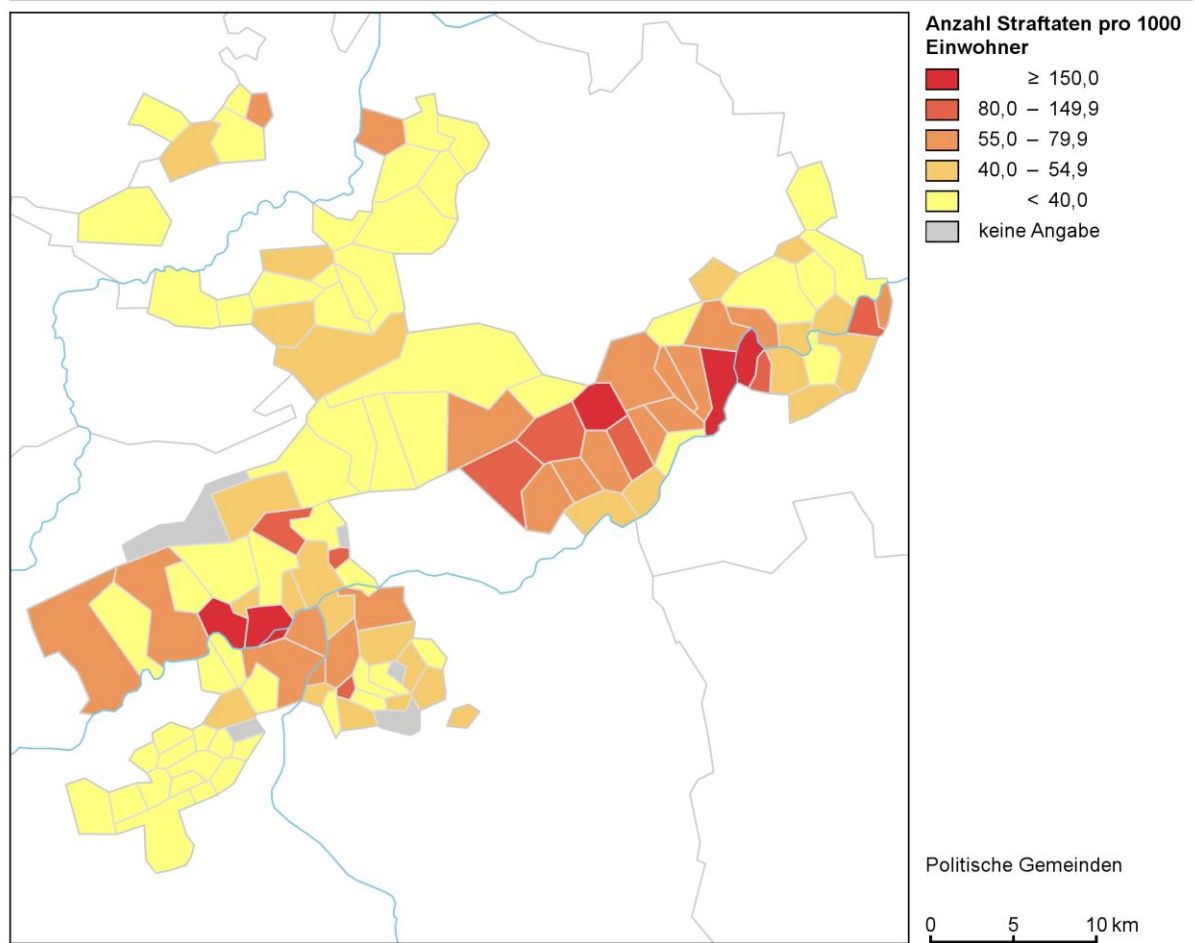 Anzahl Straftaten pro 1000
Einwohner
≥ 150,0
80,0 – 149,9
55,0 – 79,9
40,0 – 54,9
< 40,0
keine Angabe
Politische Gemeinden
0 5 10 km